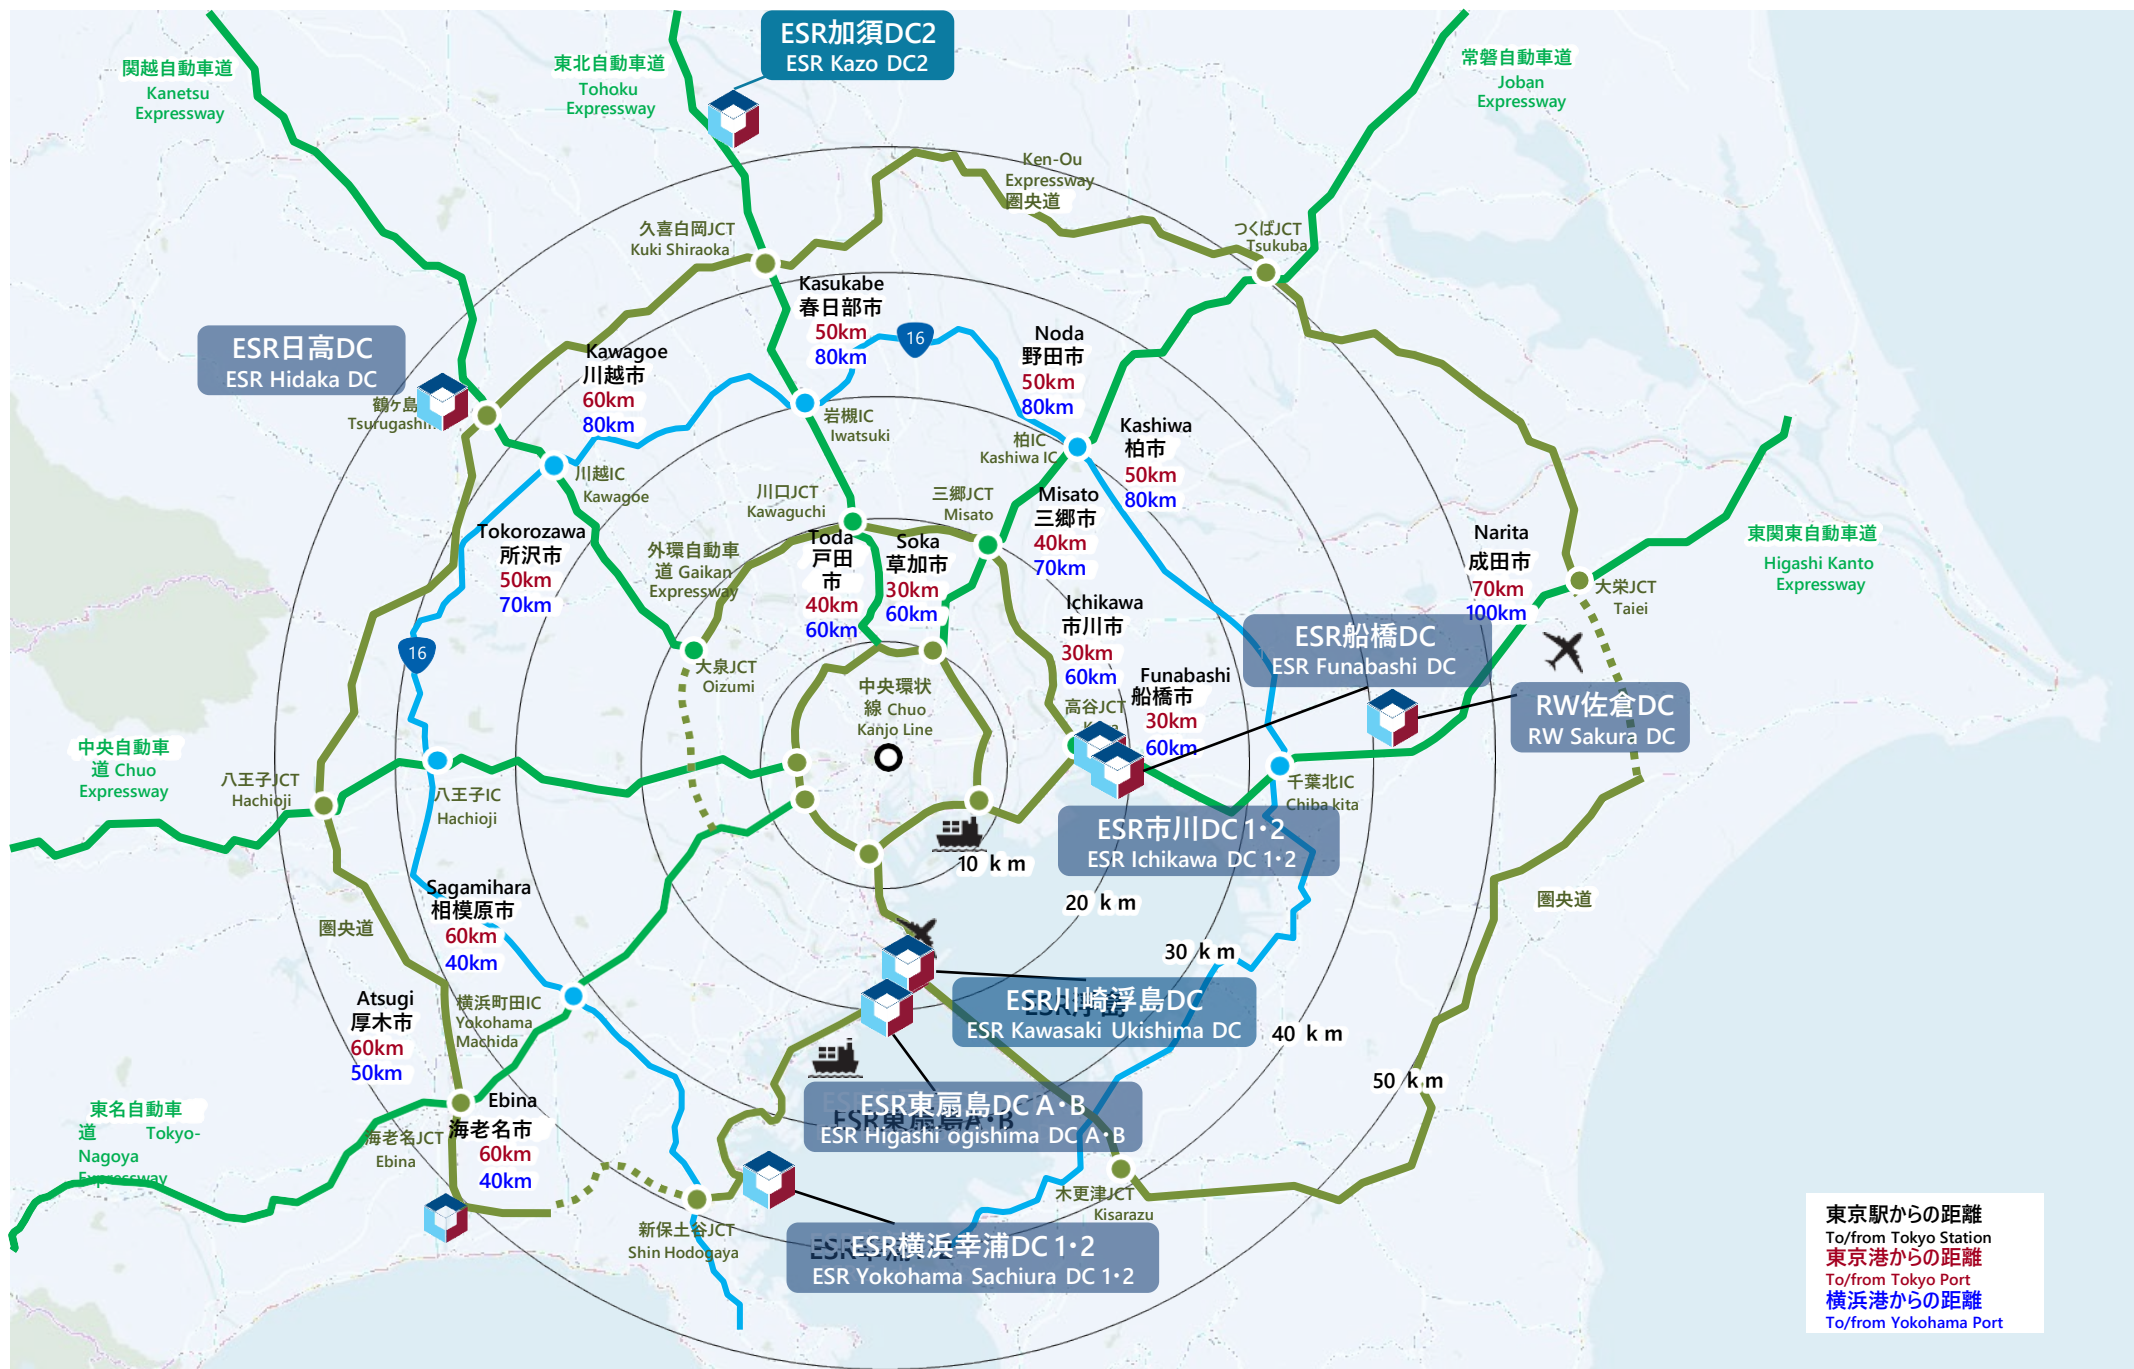 ESR加須DC2
ESR Kazo DC2
関越自動車道
Kanetsu
Expressway
東北自動車道
Tohoku
Expressway
常磐自動車道
Joban
Expressway
Ken-Ou
Expressway
圏央道
久喜白岡JCT
Kuki Shiraoka
つくばJCT
Tsukuba
Kasukabe
春日部市
50km
80km
16
Noda
野田市
50km
80km
ESR日高DC
ESR Hidaka DC
Kawagoe
川越市
60km
80km
鶴ヶ島
岩槻IC
Iwatsuki
柏IC
Kashiwa IC
Kashiwa
柏市
50km
80km
川越IC
Kawagoe
川口JCT
Kawaguchi
三郷JCT
Misato
Misato
三郷市
40km
70km
Tokorozawa
所沢市
50km
70km
外環自動車
道 Gaikan
Expressway
Toda
戸田
市
40km
60km
Soka
草加市
30km
60km
Narita
成田市
70km
100km
東関東自動車道
Higashi Kanto
Expressway
大栄JCT
Taiei
Ichikawa
市川市
30km
60km
ESR船橋DC
ESR Funabashi DC
16
大泉JCT
Oizumi
中央環状
線 Chuo
Kanjo Line
高谷JCT
Funabashi
船橋市
30km
60km
RW佐倉DC
RW Sakura DC
中央自動車
道 Chuo
Expressway
八王子JCT
Hachioji
八王子IC
Hachioji
千葉北IC
Chiba kita
ESR市川DC 1・2
ESR Ichikawa DC 1・2
10 km
20 km
30 km
40 km
50 km
圏央道
Sagamihara
相模原市
60km
40km
圏央道
Atsugi
厚木市
60km
50km
横浜町田IC
Yokohama
Machida
ESR川崎浮島DC
ESR Kawasaki Ukishima DC
ESR東扇島DC A・B
ESR Higashi ogishima DC A・B
東名自動車
道 Tokyo-
Nagoya
Expressway
海老名JCT
Ebina
Ebina
海老名市
60km
40km
新保土谷JCT
Shin Hodogaya
木更津JCT
Kisarazu
ESR横浜幸浦DC 1・2
ESR Yokohama Sachiura DC 1・2
東京駅からの距離
To/from Tokyo Station
東京港からの距離
To/from Tokyo Port
横浜港からの距離
To/from Yokohama Port